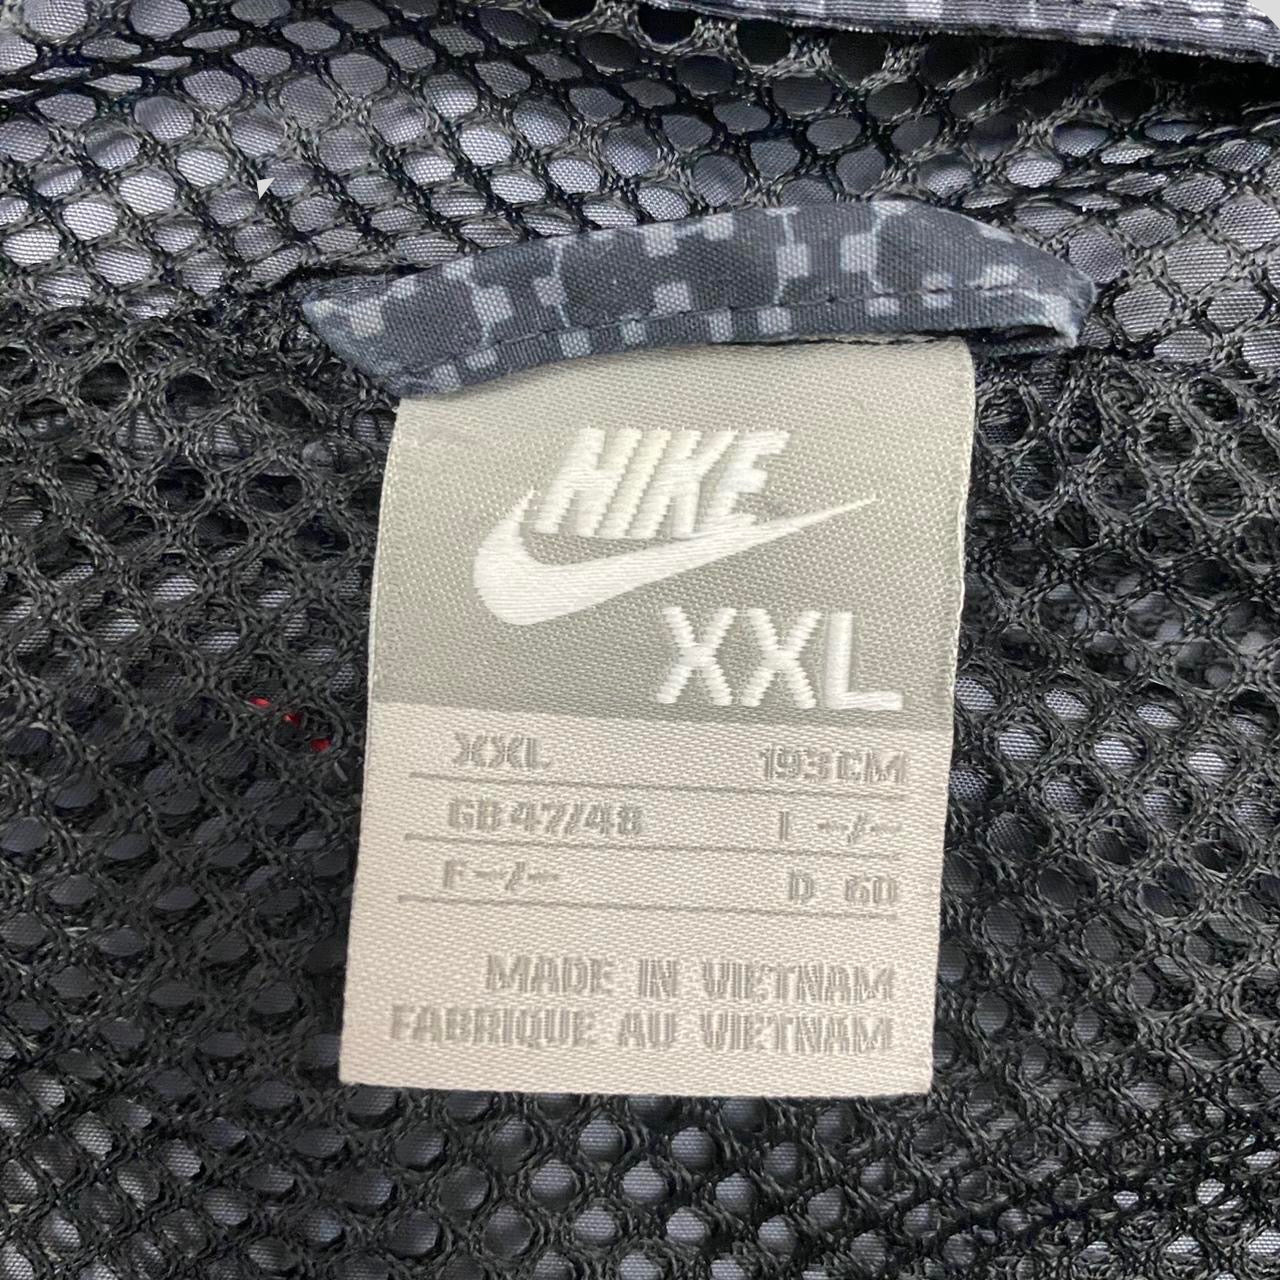 NIKE
XXL
XXL 193CM
GB 47/48 I --/--
F --/-- D 60
MADE IN VIETNAM
FABRIQUE AU VIETNAM